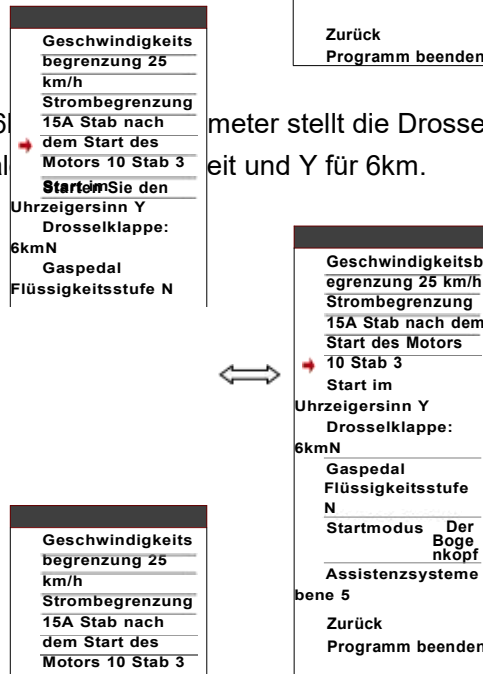 Zurück
Programm beenden
Geschwindigkeits
begrenzung 25
km/h
Strombegrenzung
15A Stab nach
dem Start des
Motors 10 Stab 3
Start im
Starten Sie den
Uhrzeigersinn Y
Drosselklappe:
6kmN
Gaspedal
Flüssigkeitsstufe N
meter stellt die Drosse
eit und Y für 6km.
Geschwindigkeitsb
egrenzung 25 km/h
Strombegrenzung
15A Stab nach dem
Start des Motors
10 Stab 3
Start im
Uhrzeigersinn Y
Drosselklappe:
6kmN
Gaspedal
Flüssigkeitsstufe
N
Startmodus Der
Boge
nkopf
Assistenzsysteme
bene 5
Zurück
Programm beenden
Geschwindigkeits
begrenzung 25
km/h
Strombegrenzung
15A Stab nach
dem Start des
Motors 10 Stab 3